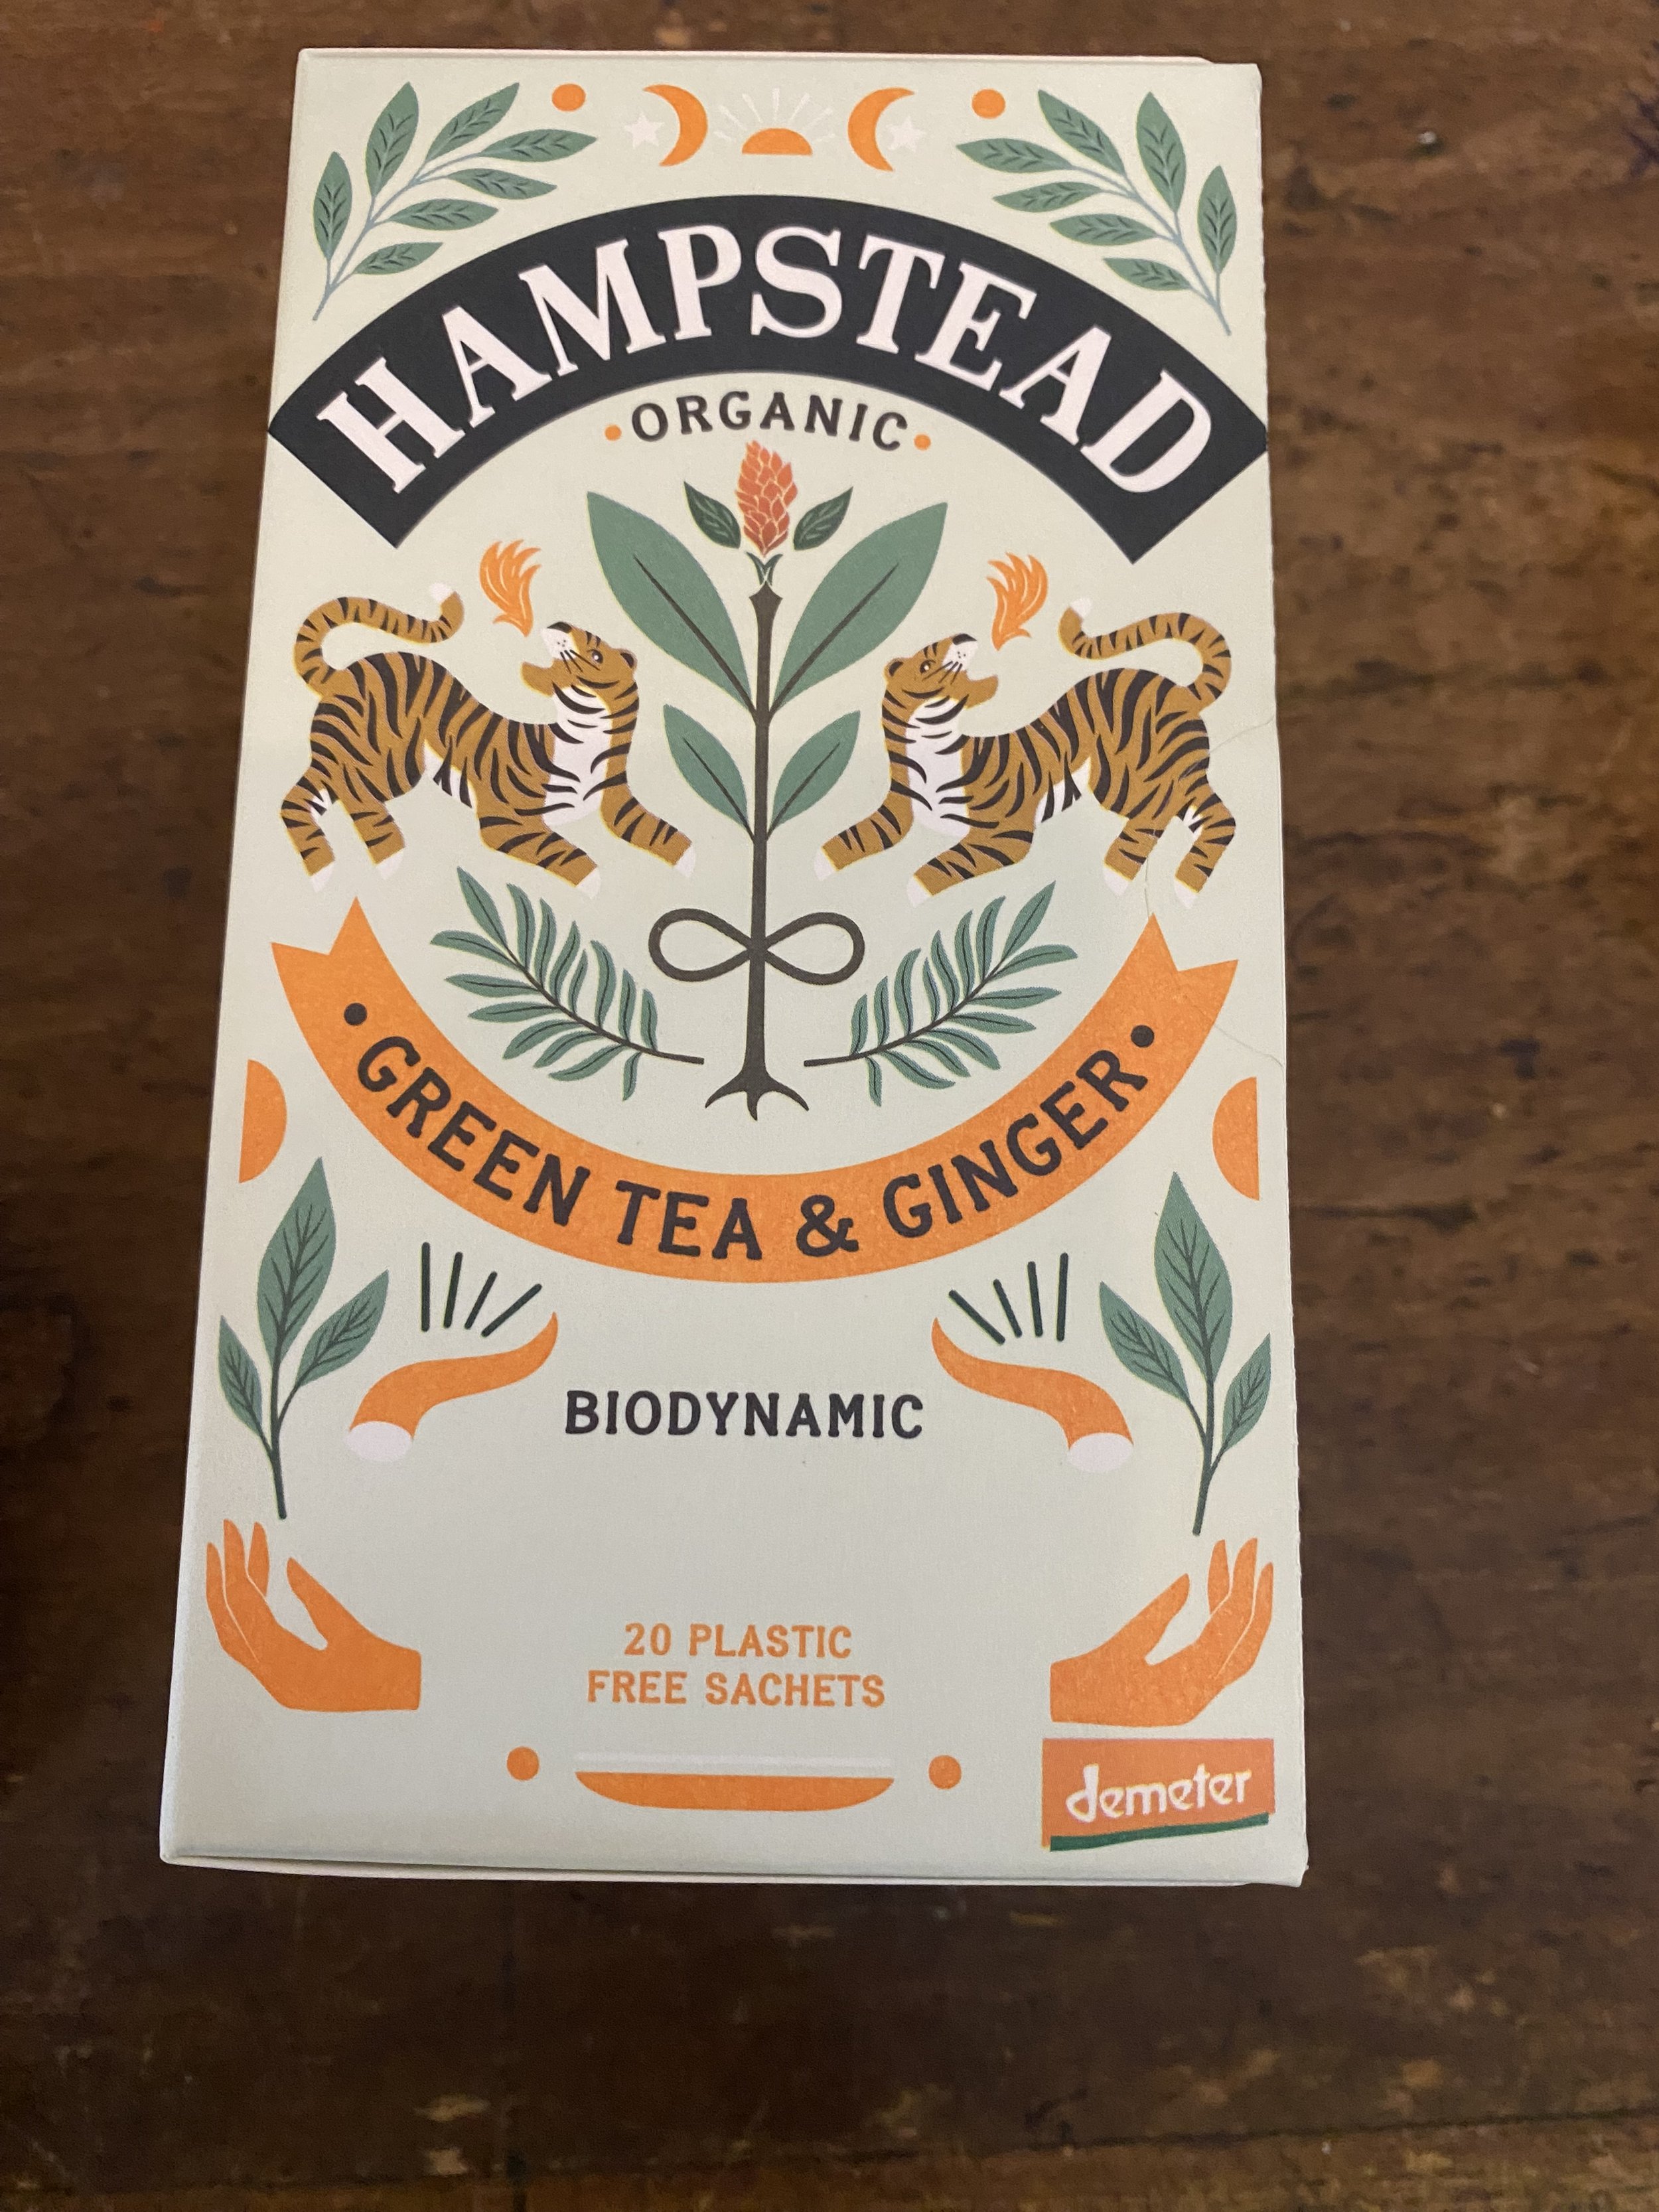 HAMPSTEAD
• ORGANIC •
• GREEN TEA & GINGER •
BIODYNAMIC
20 PLASTIC
FREE SACHETS
demeter